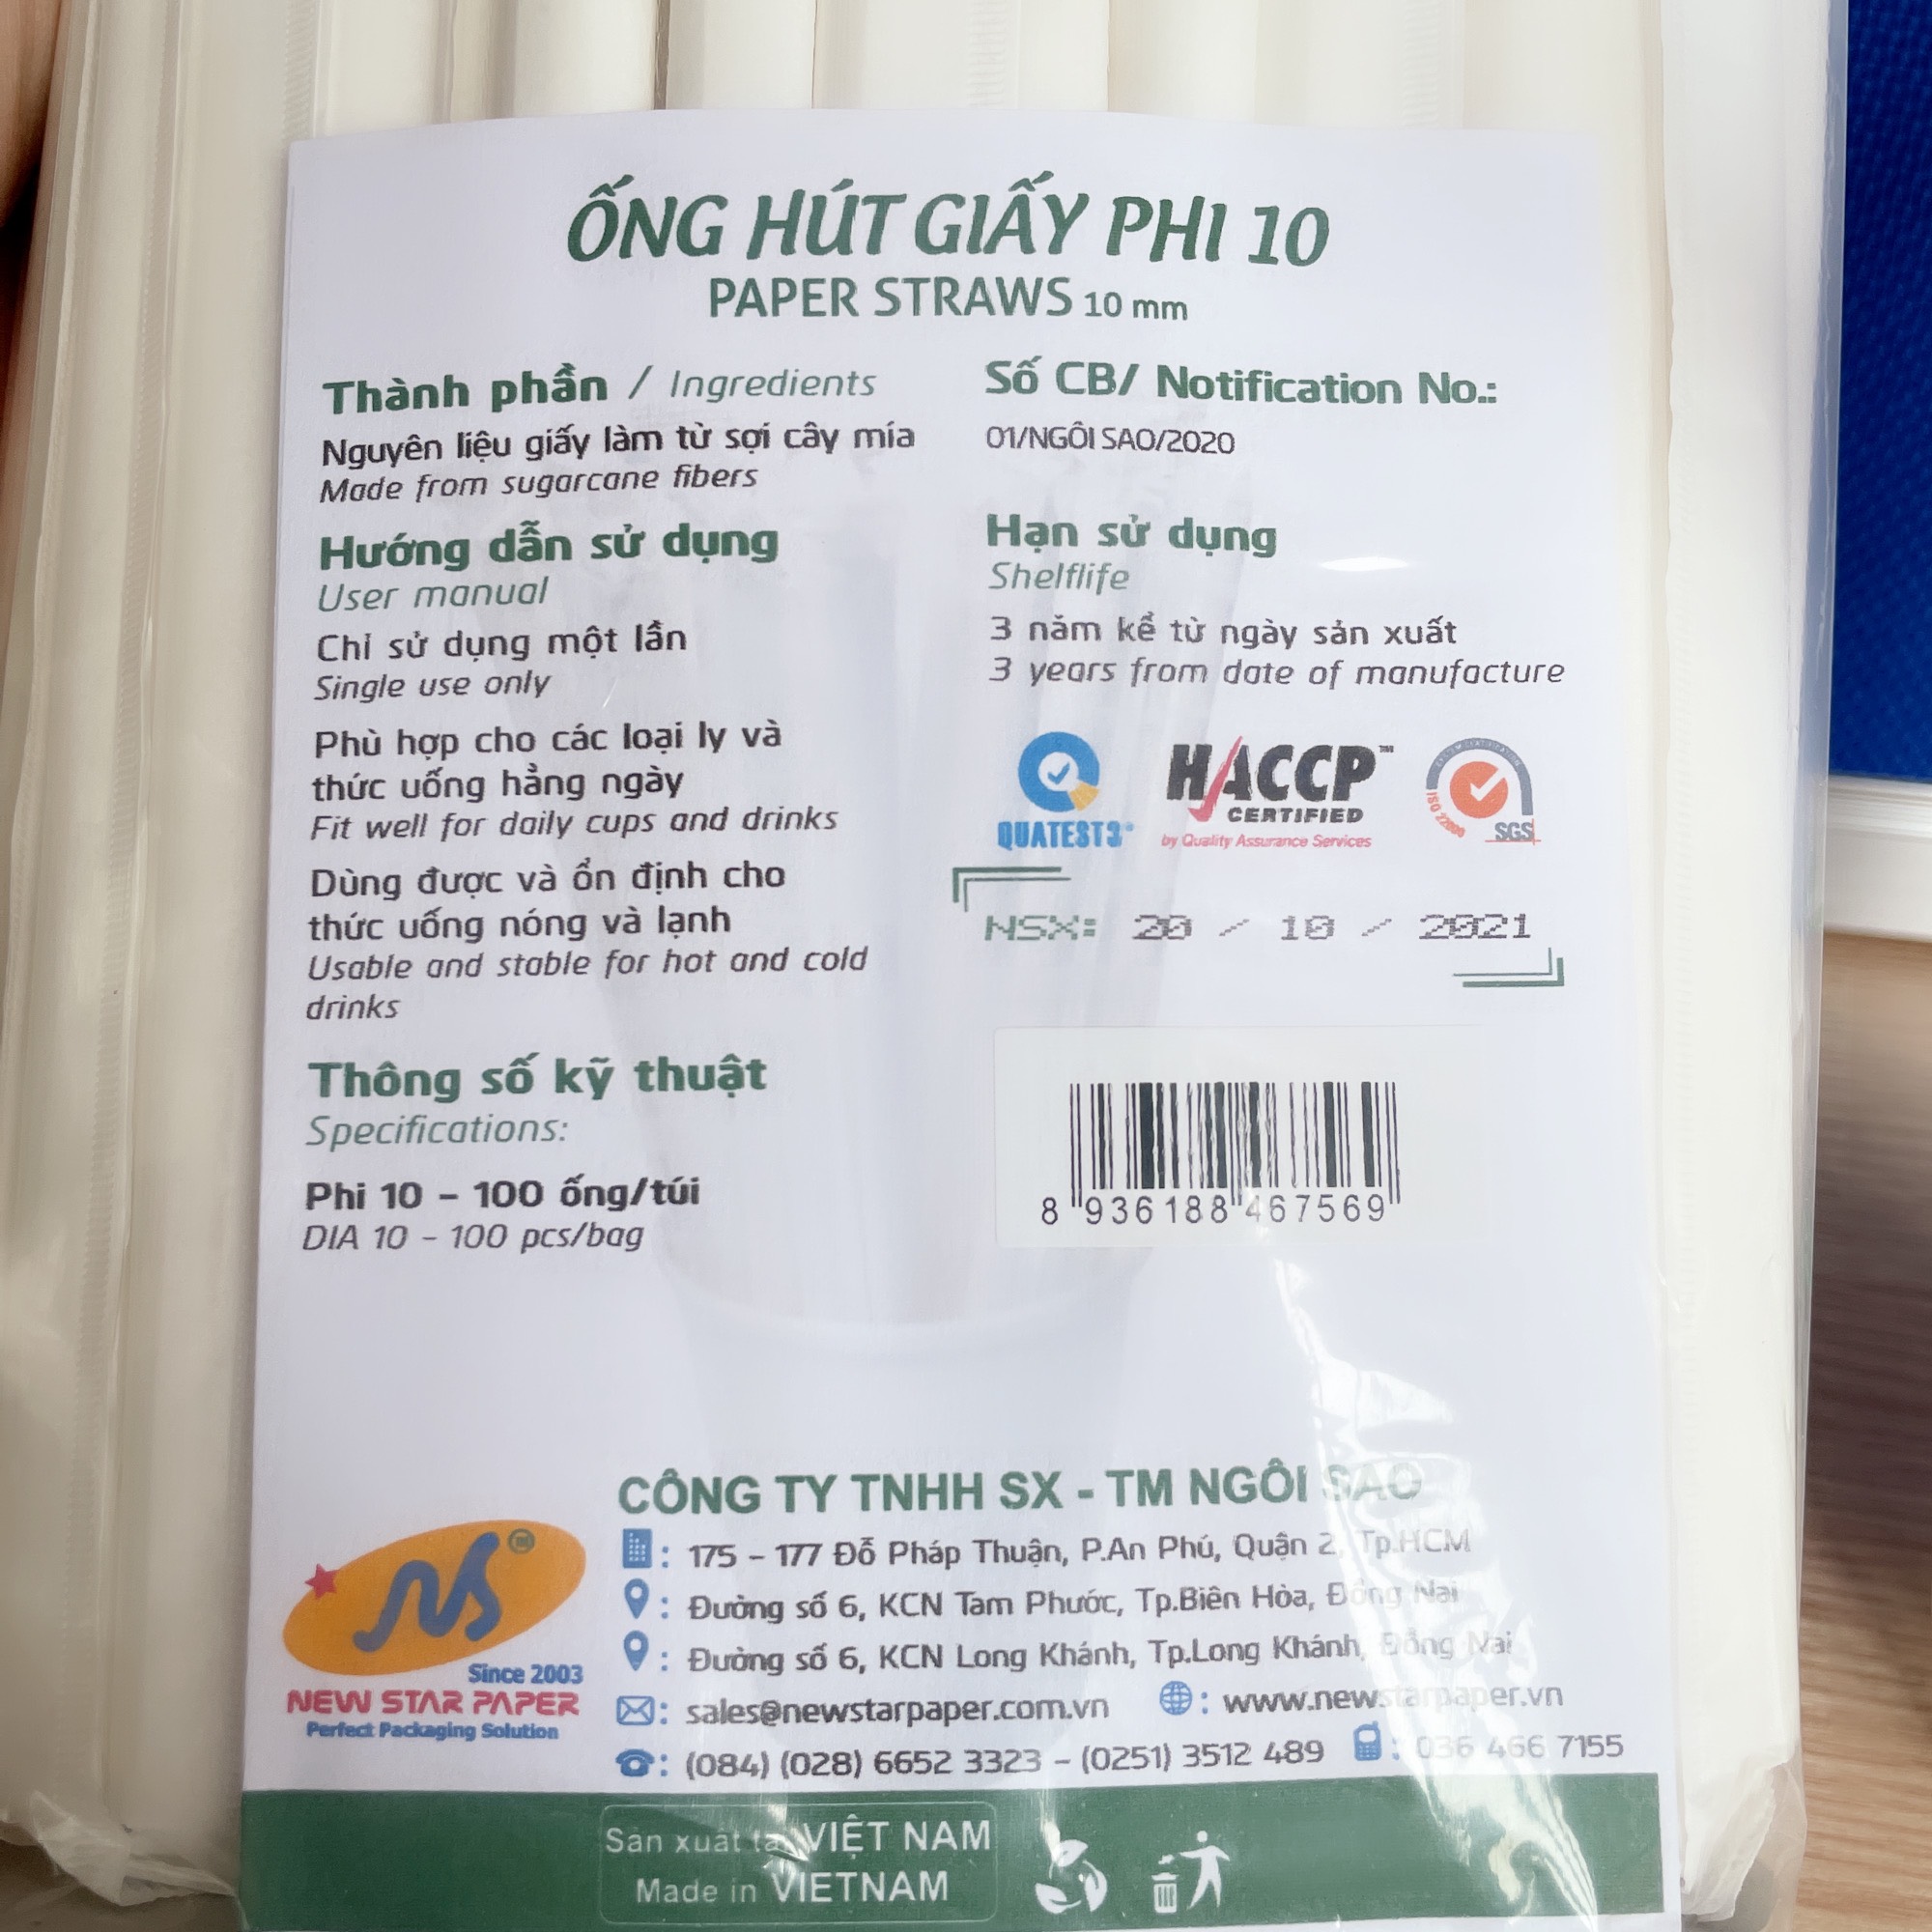 ỐNG HÚT GIẤY PHI 10
PAPER STRAWS 10 mm
Thành phần / Ingredients
Nguyên liệu giấy làm từ sợi cây mía
Made from sugarcane fibers
Hướng dẫn sử dụng
User manual
Chỉ sử dụng một lần
Single use only
Phù hợp cho các loại ly và
thức uống hằng ngày
Fit well for daily cups and drinks
Dùng được và ổn định cho
thức uống nóng và lạnh
Usable and stable for hot and cold
drinks
Thông số kỹ thuật
Specifications:
Phi 10 – 100 ống/túi
DIA 10 – 100 pcs/bag
Số CB/ Notification No.:
01/NGÔI SAO/2020
Hạn sử dụng
Shelflife
3 năm kể từ ngày sản xuất
3 years from date of manufacture
QUATEST3
HACCP™
CERTIFIED
by Quality Assurance Services
SYSTEM CERTIFICATION
ISO 22000
SGS
NSX: 20 / 10 / 2021
8 936188 467569
CÔNG TY TNHH SX - TM NGÔI SAO
: 175 – 177 Đỗ Pháp Thuận, P.An Phú, Quận 2, Tp.HCM
: Đường số 6, KCN Tam Phước, Tp.Biên Hòa, Đồng Nai
: Đường số 6, KCN Long Khánh, Tp.Long Khánh, Đồng Nai
: sales@newstarpaper.com.vn : www.newstarpaper.vn
: (084) (028) 6652 3323 – (0251) 3512 489 : 036 466 7155
NS
Since 2003
NEW STAR PAPER
Perfect Packaging Solution
Sản xuất tại VIỆT NAM
Made in VIETNAM